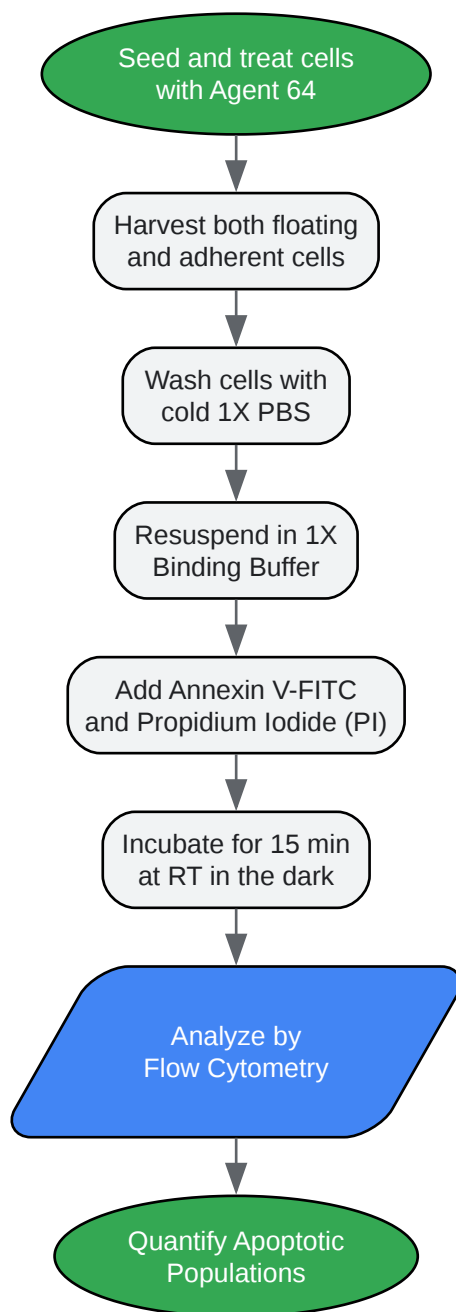 Seed and treat cells
with Agent 64
Harvest both floating
and adherent cells
Wash cells with
cold 1X PBS
Resuspend in 1X
Binding Buffer
Add Annexin V-FITC
and Propidium Iodide (PI)
Incubate for 15 min
at RT in the dark
Analyze by
Flow Cytometry
Quantify Apoptotic
Populations